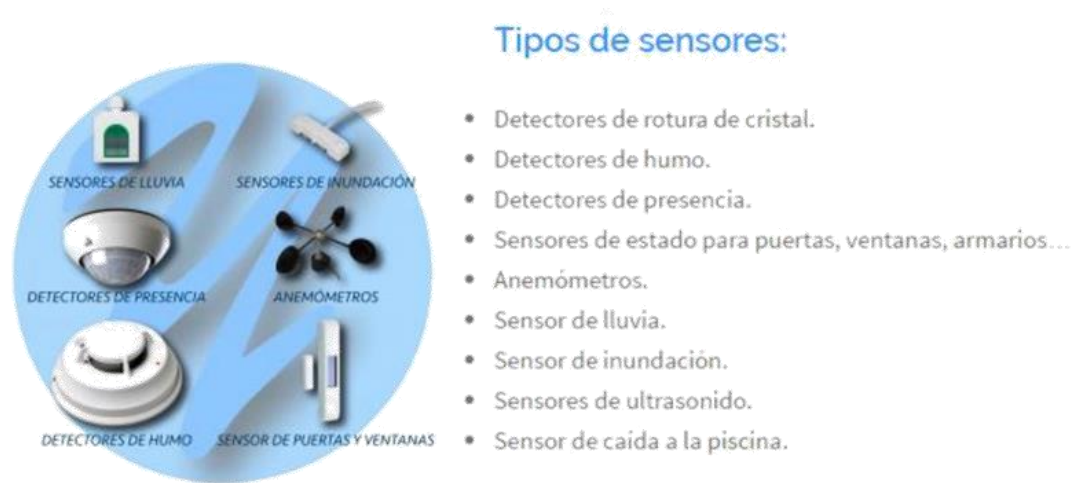 Tipos de sensores:
SENSORES DE LLUVIA
SENSORES DE INUNDACIÓN
DETECTORES DE PRESENCIA
ANEMÓMETROS
DETECTORES DE HUMO
SENSOR DE PUERTAS Y VENTANAS
• Detectores de rotura de cristal.
• Detectores de humo.
• Detectores de presencia.
• Sensores de estado para puertas, ventanas, armarios…
• Anemómetros.
• Sensor de lluvia.
• Sensor de inundación.
• Sensores de ultrasonido.
• Sensor de caída a la piscina.